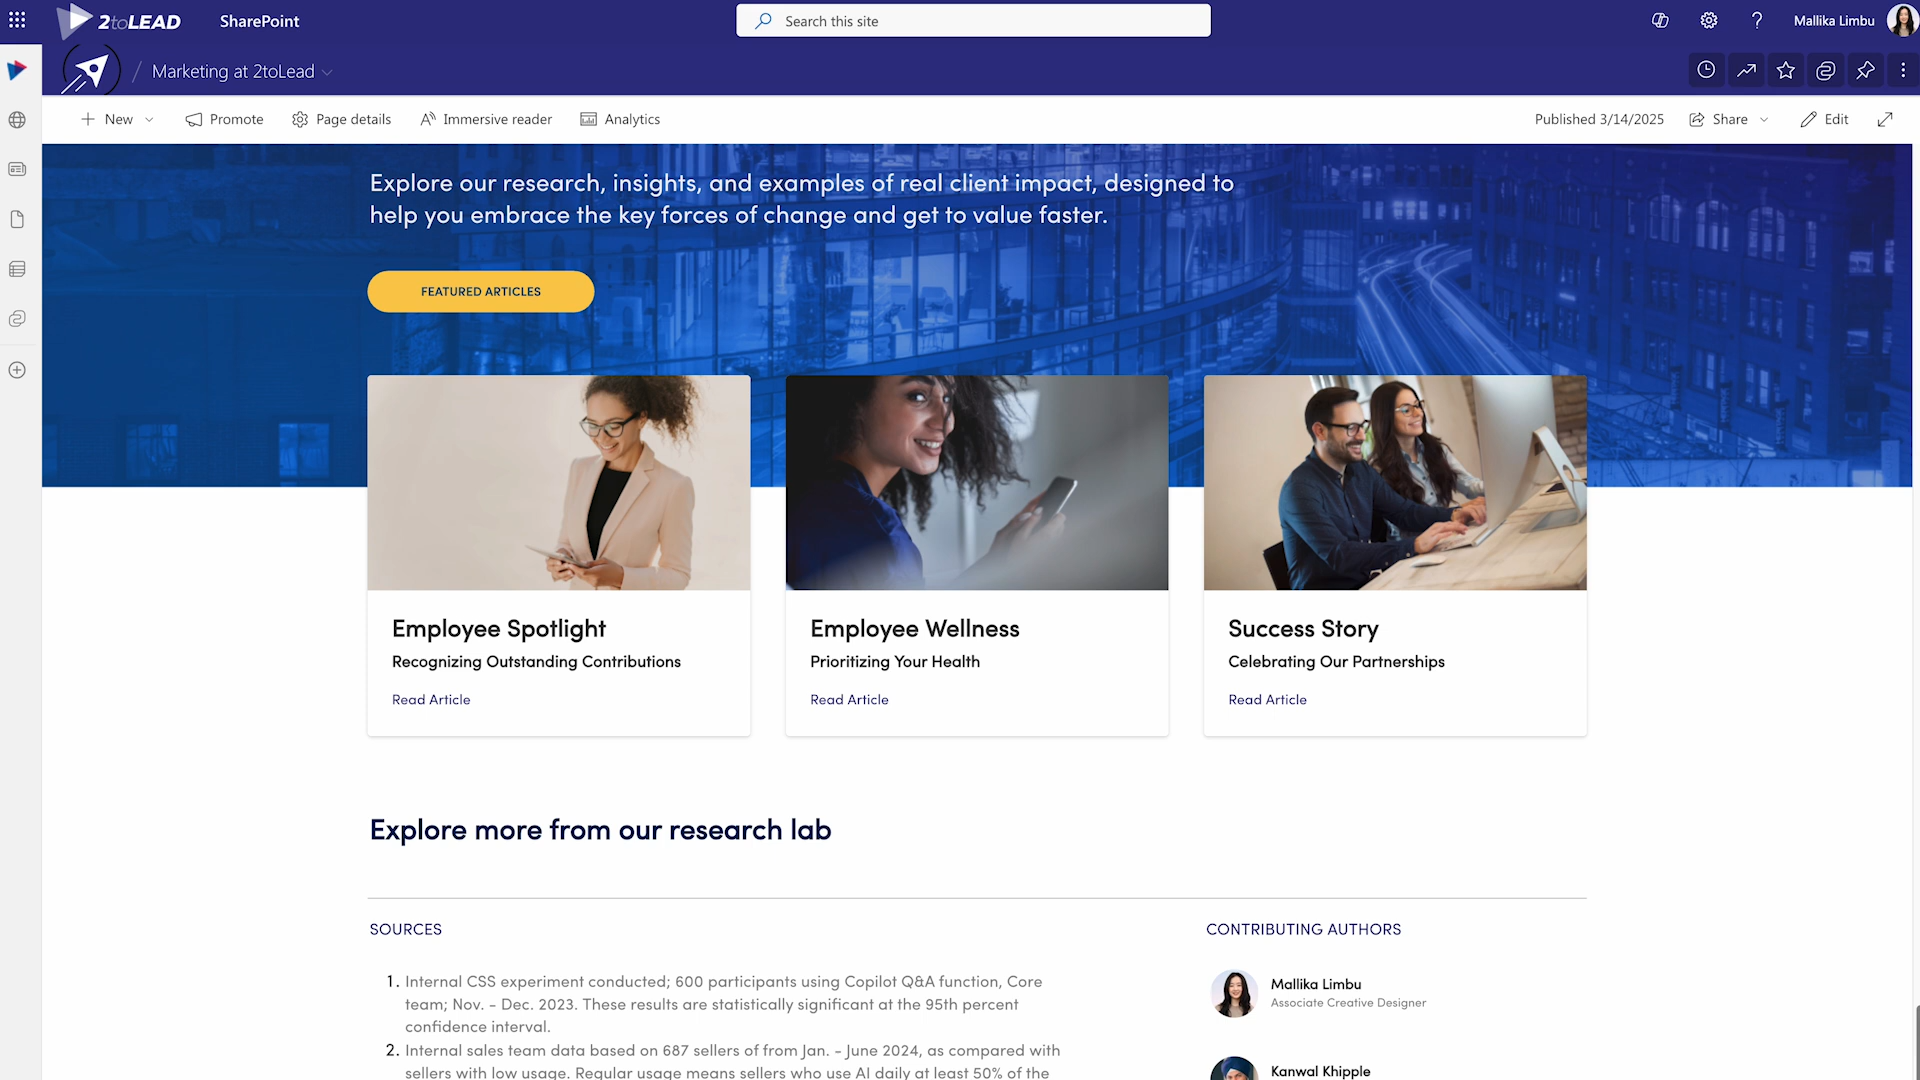 2toLEAD
SharePoint
Search this site
Mallika Limbu
/ Marketing at 2toLead
New
Promote
Page details
Immersive reader
Analytics
Published 3/14/2025
Share
Edit
Explore our research, insights, and examples of real client impact, designed to
help you embrace the key forces of change and get to value faster.
FEATURED ARTICLES
Employee Spotlight
Recognizing Outstanding Contributions
Read Article
Employee Wellness
Prioritizing Your Health
Read Article
Success Story
Celebrating Our Partnerships
Read Article
Explore more from our research lab
SOURCES
1. Internal CSS experiment conducted; 600 participants using Copilot Q&A function, Core
team; Nov. - Dec. 2023. These results are statistically significant at the 95th percent
confidence interval.
2. Internal sales team data based on 687 sellers of from Jan. - June 2024, as compared with
sellers with low usage. Regular usage means sellers who use AI daily at least 50% of the
CONTRIBUTING AUTHORS
Mallika Limbu
Associate Creative Designer
Kanwal Khipple